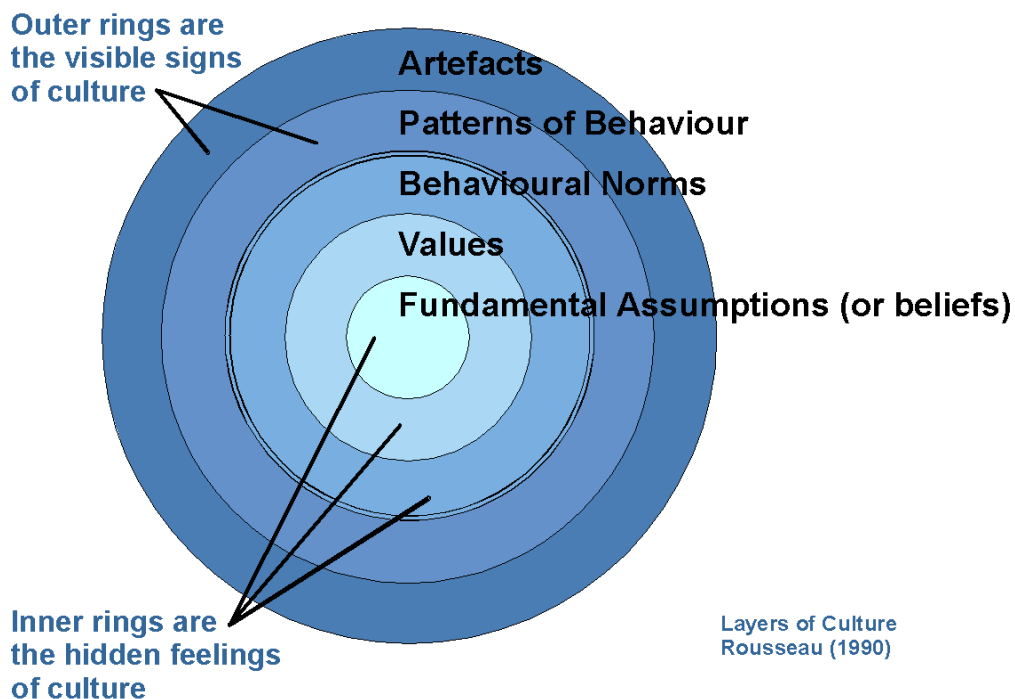 Outer rings are
the visible signs
of culture
Artefacts
Patterns of Behaviour
Behavioural Norms
Values
Fundamental Assumptions (or beliefs)
Inner rings are
the hidden feelings
of culture
Layers of Culture
Rousseau (1990)